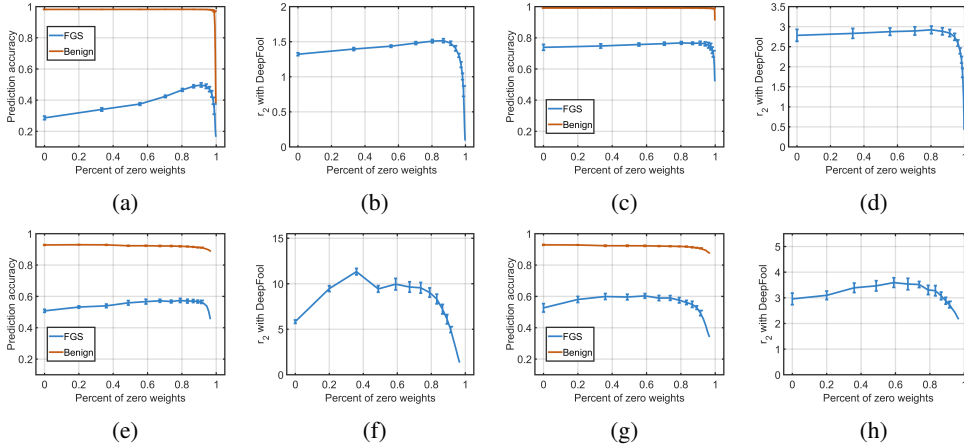 Prediction accuracy
1
0.8
0.6
0.4
0.2
FGS
Benign
0 0.2 0.4 0.6 0.8 1
Percent of zero weights
(a)
r2 with DeepFool
2
1.5
1
0.5
0
0 0.2 0.4 0.6 0.8 1
Percent of zero weights
(b)
Prediction accuracy
1
0.8
0.6
0.4
0.2
FGS
Benign
0 0.2 0.4 0.6 0.8 1
Percent of zero weights
(c)
r2 with DeepFool
3.5
3
2.5
2
1.5
1
0.5
0
0 0.2 0.4 0.6 0.8 1
Percent of zero weights
(d)
Prediction accuracy
1
0.8
0.6
0.4
0.2
FGS
Benign
0 0.2 0.4 0.6 0.8 1
Percent of zero weights
(e)
r2 with DeepFool
15
10
5
0
0 0.2 0.4 0.6 0.8 1
Percent of zero weights
(f)
Prediction accuracy
1
0.8
0.6
0.4
0.2
FGS
Benign
0 0.2 0.4 0.6 0.8 1
Percent of zero weights
(g)
r2 with DeepFool
5
4
3
2
1
0
0 0.2 0.4 0.6 0.8 1
Percent of zero weights
(h)